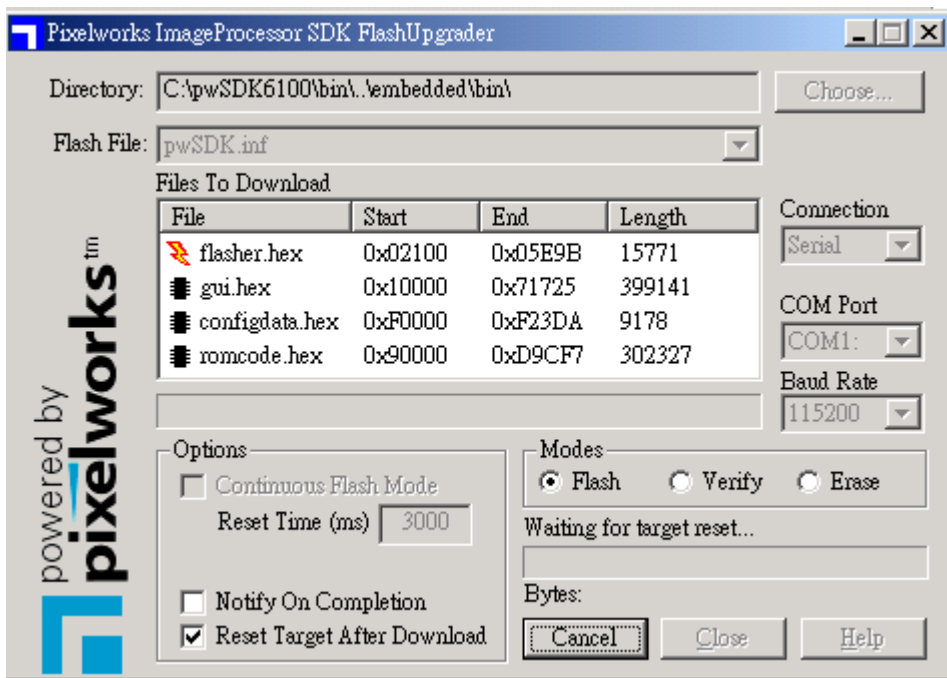 Pixelworks ImageProcessor SDK FlashUpgrader
Directory: C:\pwSDK6100\bin\..\embedded\bin\ Choose...
Flash File: pwSDK.inf
Files To Download
File Start End Length
flasher.hex 0x02100 0x05E9B 15771
gui.hex 0x10000 0x71725 399141
configdata.hex 0xF0000 0xF23DA 9178
romcode.hex 0x90000 0xD9CF7 302327
Connection
Serial
COM Port
COM1:
Baud Rate
115200
Options
Continuous Flash Mode
Reset Time (ms) 3000
Notify On Completion
Reset Target After Download
Modes
Flash Verify Erase
Waiting for target reset...
Bytes:
Cancel Close Help
powered by
pixelworks tm